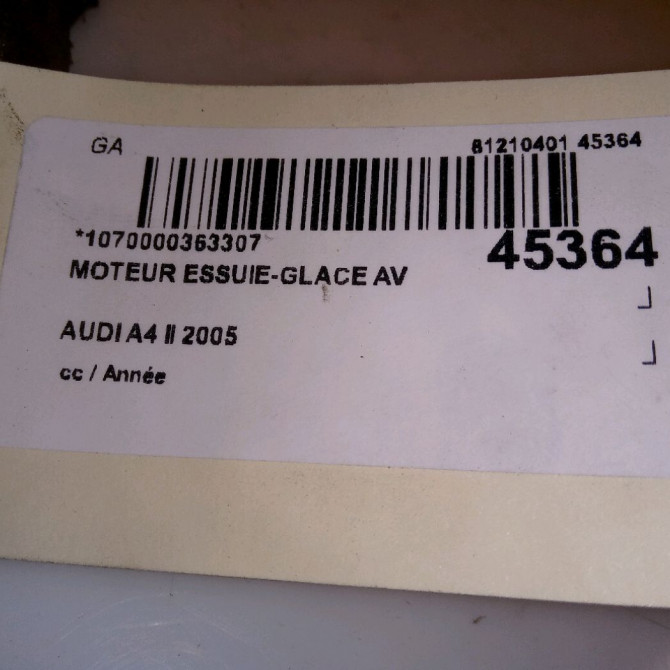 GA 81210401 45364
*1070000363307 45364
MOTEUR ESSUIE-GLACE AV
AUDI A4 II 2005
cc / Année